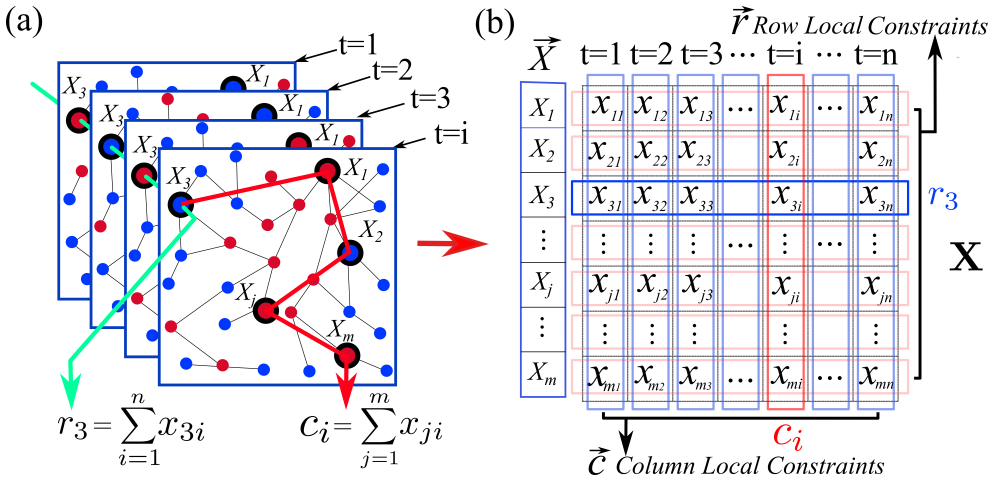 (a)
t=1
t=2
t=3
t=i
X₃ X₁
X₃ X₁
X₃ X₁
X₃ X₁
X₂
Xⱼ
Xₘ
r₃ = ∑ⁿᵢ₌₁ x₃ᵢ
cᵢ = ∑ᵐⱼ₌₁ xⱼᵢ
(b)
r⃗ Row Local Constraints
X⃗ t=1 t=2 t=3 ... t=i ... t=n
X₁ x₁₁ x₁₂ x₁₃ ... x₁ᵢ ... x₁ₙ
X₂ x₂₁ x₂₂ x₂₃ x₂ᵢ x₂ₙ
X₃ x₃₁ x₃₂ x₃₃ x₃ᵢ x₃ₙ r₃
⋮ ⋮ ⋮ ⋮ ... ⋮ ... ⋮
X
Xⱼ xⱼ₁ xⱼ₂ xⱼ₃ xⱼᵢ xⱼₙ
⋮ ⋮ ⋮ ⋮ ⋮ ⋮
Xₘ xₘ₁ xₘ₂ xₘ₃ ... xₘᵢ ... xₘₙ
cᵢ
c⃗ Column Local Constraints